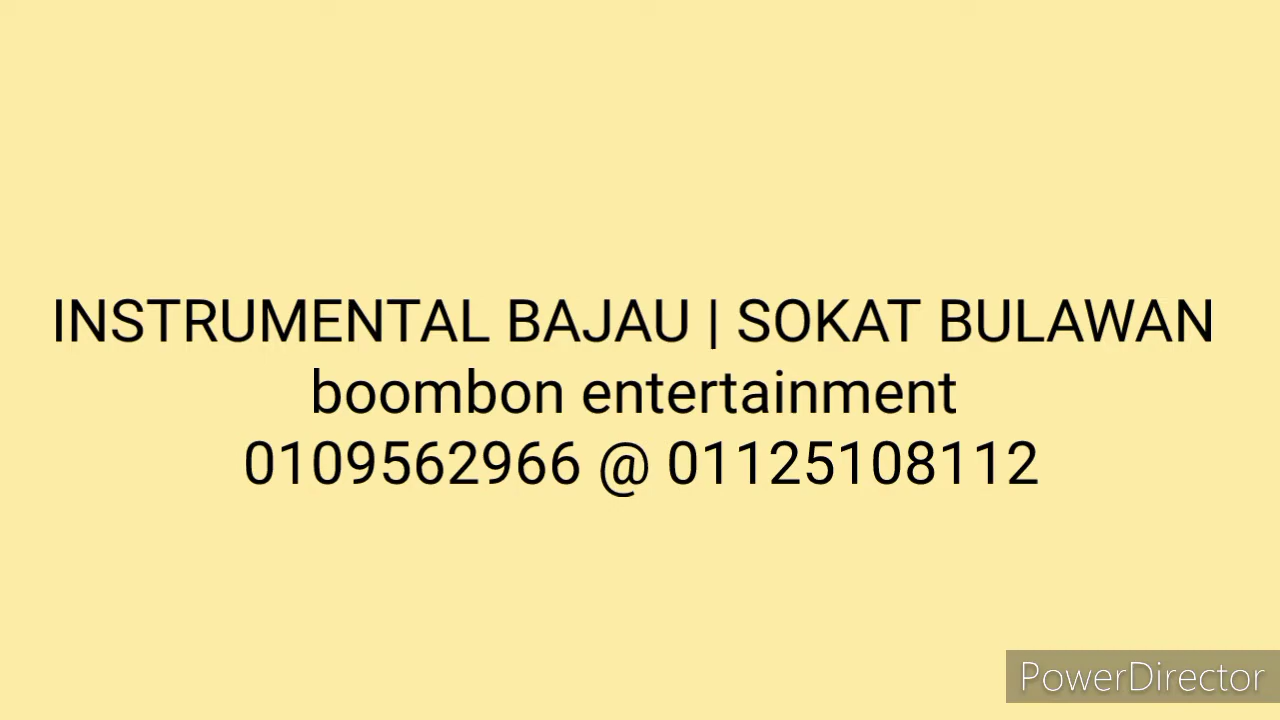 INSTRUMENTAL BAJAU | SOKAT BULAWAN
boombon entertainment
0109562966 @ 01125108112
PowerDirector